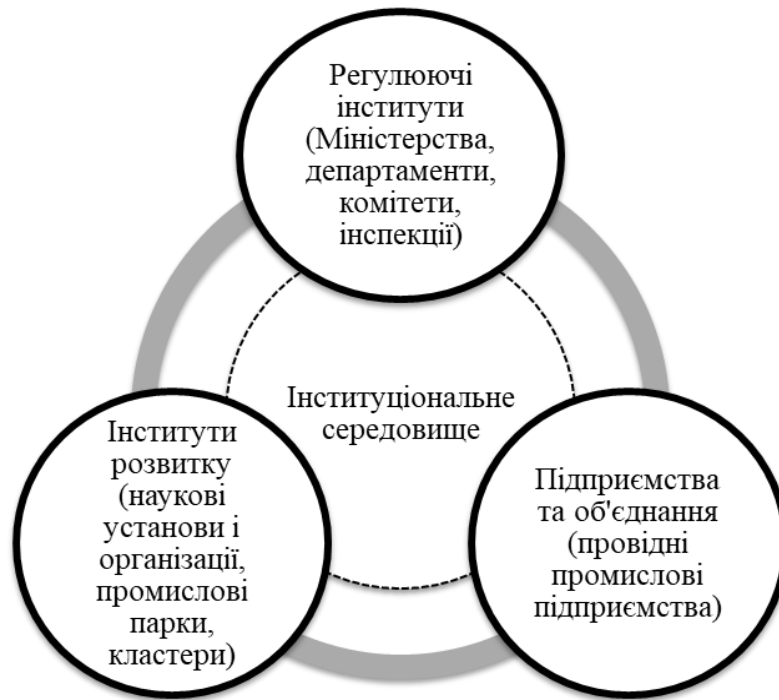 Регулюючі
інститути
(Міністерства,
департаменти,
комітети,
інспекції)
Інституціональне
середовище
Інститути
розвитку
(наукові
установи і
організації,
промислові
парки,
кластери)
Підприємства
та об'єднання
(провідні
промислові
підприємства)